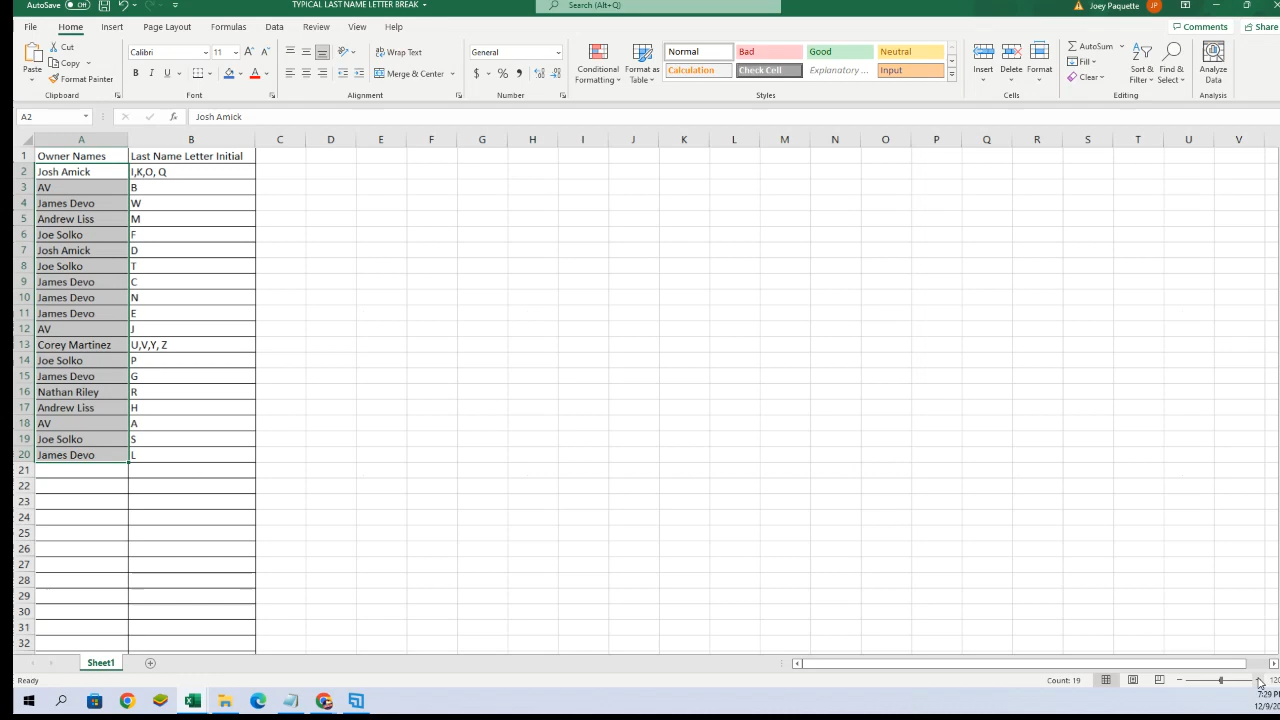 AutoSave Off TYPICAL LAST NAME LETTER BREAK Search (Alt+Q) Joey Paquette JP
File Home Insert Page Layout Formulas Data Review View Help Comments Share
Cut
Copy
Format Painter
Paste
Clipboard
Calibri 11
B I U
Font
Wrap Text
Merge & Center
Alignment
General
$ % ,
Number
Conditional Formatting
Format as Table
Normal Bad Good Neutral
Calculation Check Cell Explanatory ... Input
Styles
Insert Delete Format
Cells
AutoSum
Fill
Clear
Sort & Filter
Find & Select
Editing
Analyze Data
Analysis
A2 fx Josh Amick
A B C D E F G H I J K L M N O P Q R S T U V
1 Owner Names Last Name Letter Initial
2 Josh Amick I,K,O, Q
3 AV B
4 James Devo W
5 Andrew Liss M
6 Joe Solko F
7 Josh Amick D
8 Joe Solko T
9 James Devo C
10 James Devo N
11 James Devo E
12 AV J
13 Corey Martinez U,V,Y, Z
14 Joe Solko P
15 James Devo G
16 Nathan Riley R
17 Andrew Liss H
18 AV A
19 Joe Solko S
20 James Devo L
21
22
23
24
25
26
27
28
29
30
31
32
Sheet1
Ready Count: 19 120
7:29 PM